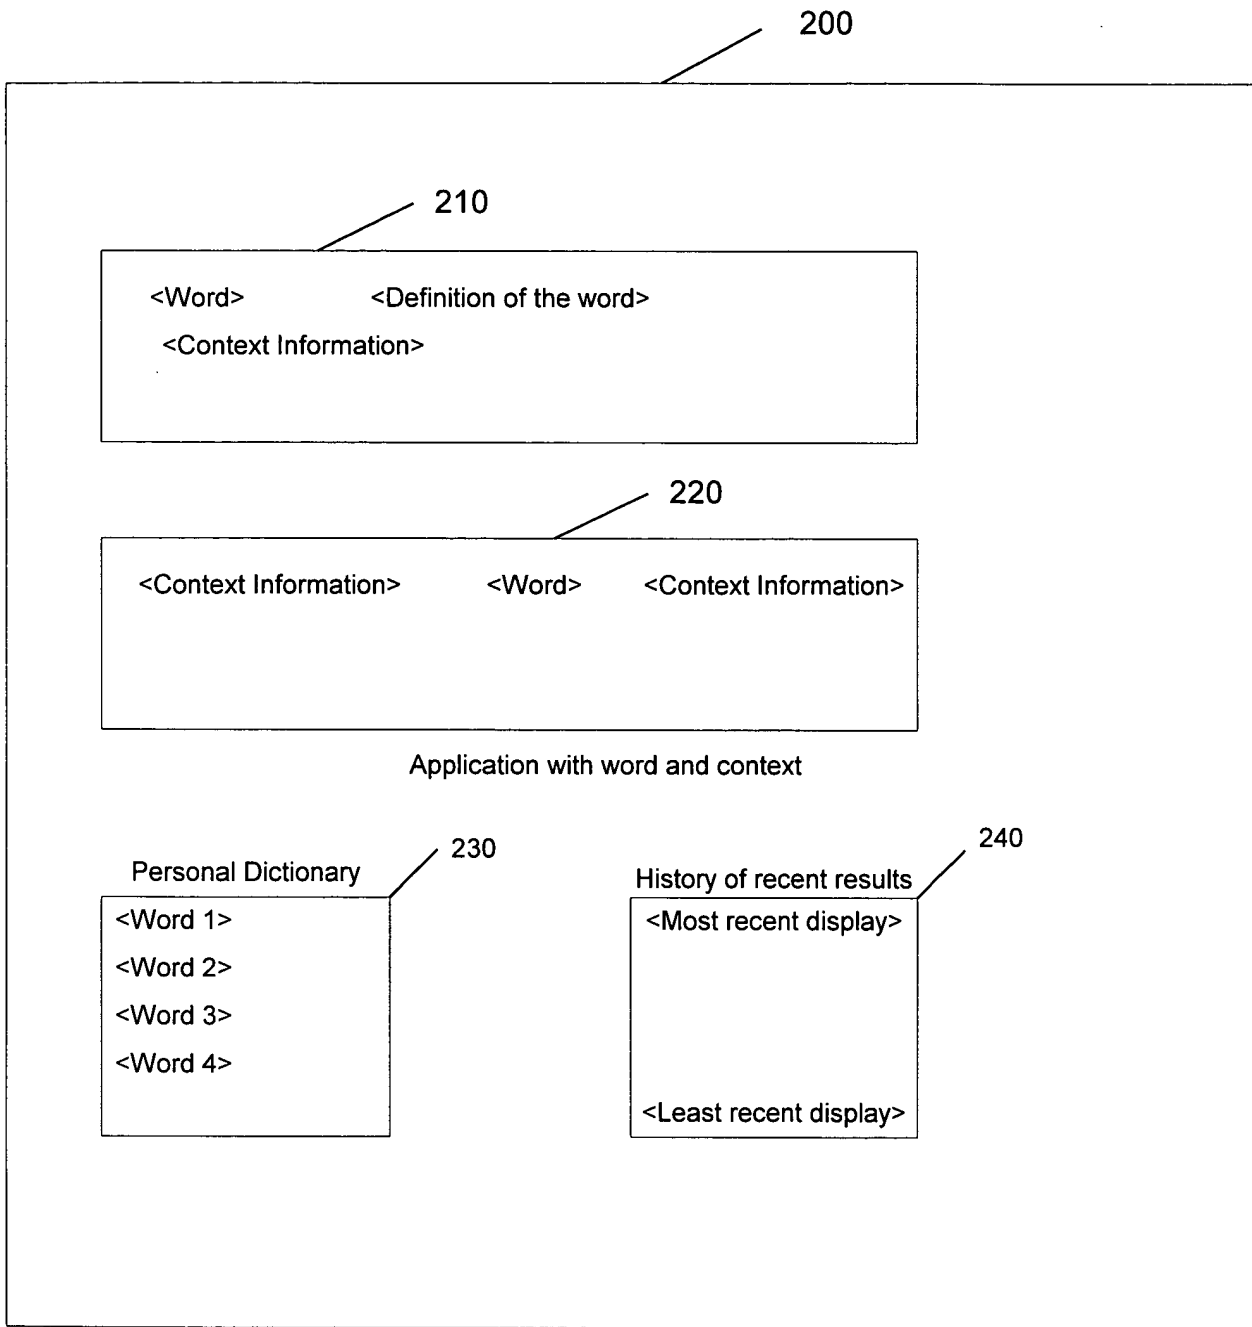 200
210
<Word> <Definition of the word>
<Context Information>
220
<Context Information> <Word> <Context Information>
Application with word and context
230
Personal Dictionary
<Word 1>
<Word 2>
<Word 3>
<Word 4>
240
History of recent results
<Most recent display>
<Least recent display>